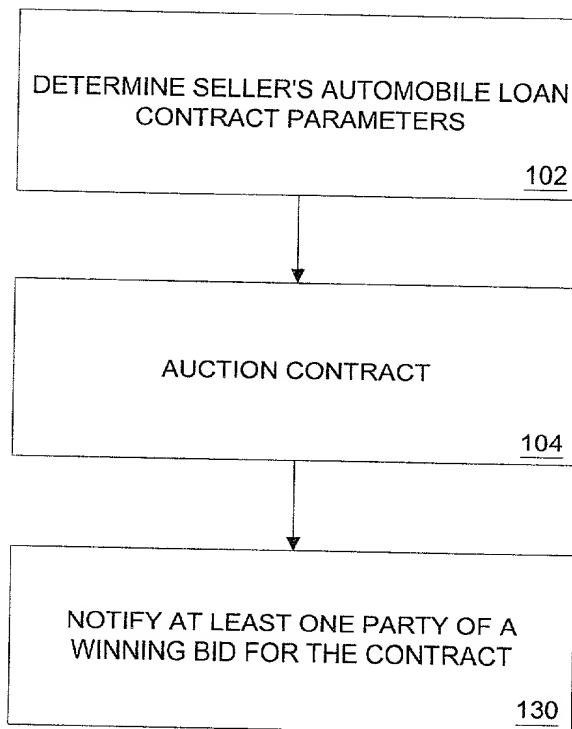 DETERMINE SELLER'S AUTOMOBILE LOAN
CONTRACT PARAMETERS
102
AUCTION CONTRACT
104
NOTIFY AT LEAST ONE PARTY OF A
WINNING BID FOR THE CONTRACT
130